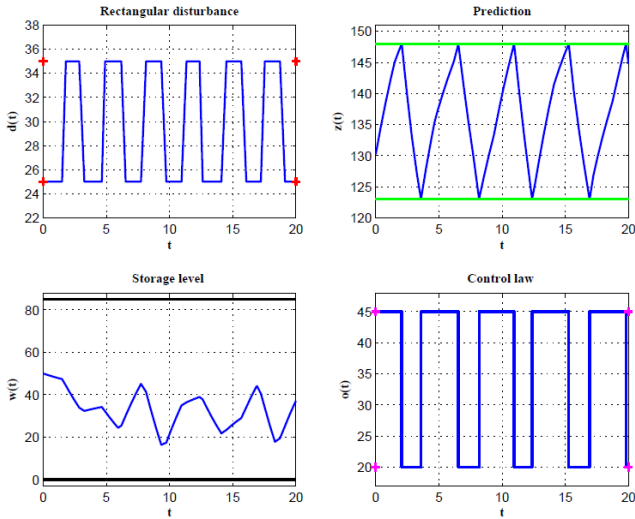 Rectangular disturbance
38
36
34
32
30
28
26
24
22
d(t)
0 5 10 15 20
t
Prediction
150
145
140
135
130
125
120
z(t)
0 5 10 15 20
t
Storage level
80
60
40
20
0
w(t)
0 5 10 15 20
t
Control law
45
40
35
30
25
20
o(t)
0 5 10 15 20
t